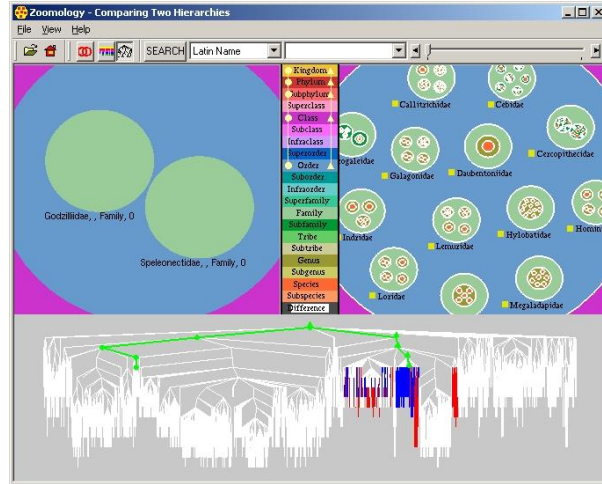 Zoomology - Comparing Two Hierarchies
File View Help
SEARCH Latin Name
Godzilliidae, , Family, 0
Speleonectidae, , Family, 0
Kingdom
Phylum
Subphylum
Superclass
Class
Subclass
Infraclass
Superorder
Order
Suborder
Infraorder
Superfamily
Family
Subfamily
Tribe
Subtribe
Genus
Subgenus
Species
Subspecies
Difference
Callitrichidae
Cebidae
Cercopithecidae
rogaleidae
Galagonidae
Daubentoniidae
Indridae
Lemuridae
Hylobatidae
Homini
Loridae
Megaladapidae